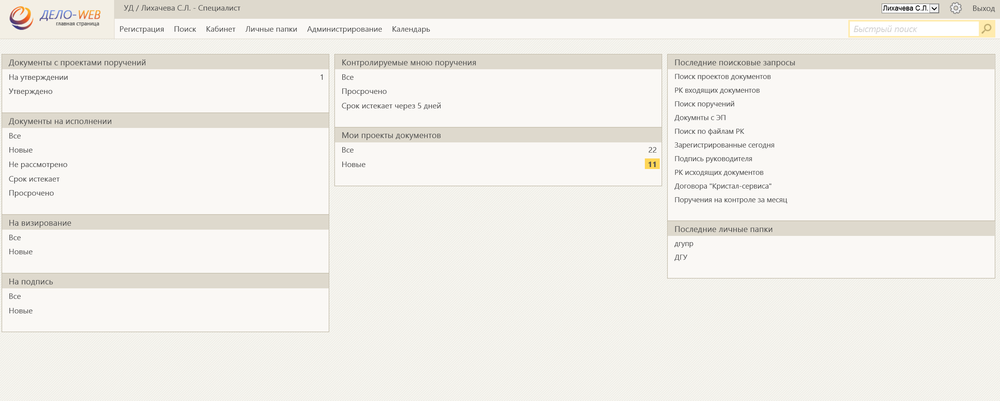 ДЕЛО-WEB
главная страница
УД / Лихачева С.Л. - Специалист
Лихачева С.Л.
Выход
Регистрация Поиск Кабинет Личные папки Администрирование Календарь
Быстрый поиск
Документы с проектами поручений
На утверждении 1
Утверждено
Документы на исполнении
Все
Новые
Не рассмотрено
Срок истекает
Просрочено
На визирование
Все
Новые
На подпись
Все
Новые
Контролируемые мною поручения
Все
Просрочено
Срок истекает через 5 дней
Мои проекты документов
Все 22
Новые 11
Последние поисковые запросы
Поиск проектов документов
РК входящих документов
Поиск поручений
Докумнты с ЭП
Поиск по файлам РК
Зарегистрированные сегодня
Подпись руководителя
РК исходящих документов
Договора "Кристал-сервиса"
Поручения на контроле за месяц
Последние личные папки
дгупр
ДГУ